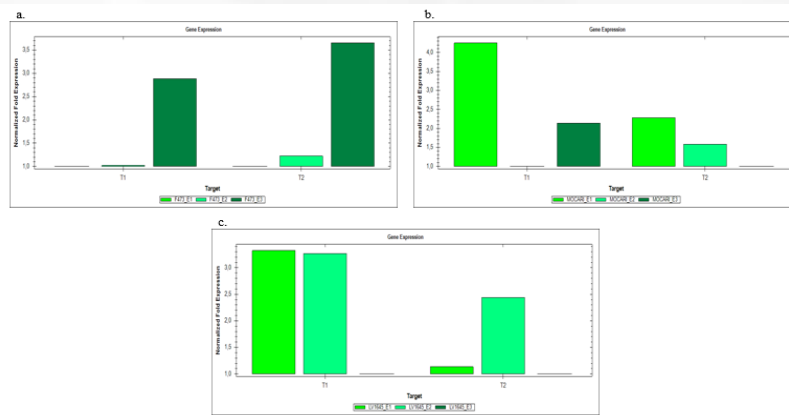 a.
Gene Expression
Normalized Fold Expression
3,5
3,0
2,5
2,0
1,5
1,0
T1 T2
Target
F473_E1 F473_E2 F473_E3
b.
Gene Expression
Normalized Fold Expression
4,0
3,5
3,0
2,5
2,0
1,5
1,0
T1 T2
Target
MOCARI_E1 MOCARI_E2 MOCARI_E3
c.
Gene Expression
Normalized Fold Expression
3,0
2,5
2,0
1,5
1,0
T1 T2
Target